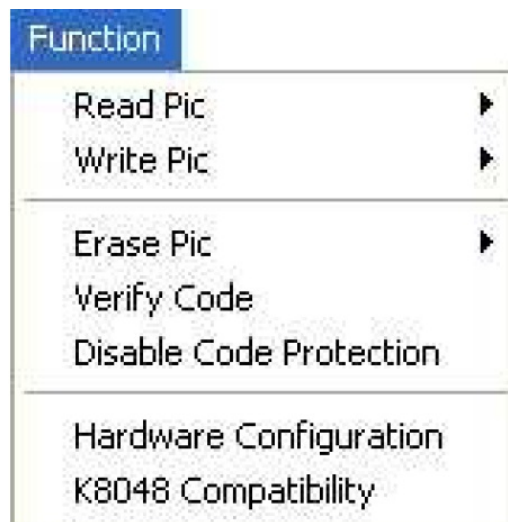 Function
Read Pic
Write Pic
Erase Pic
Verify Code
Disable Code Protection
Hardware Configuration
K8048 Compatibility